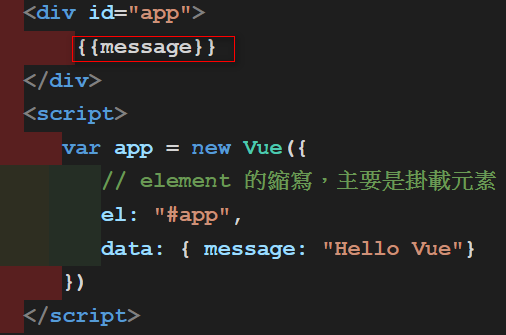 <div id="app">
{{message}}
</div>
<script>
var app = new Vue({
// element 的縮寫，主要是掛載元素
el: "#app",
data: { message: "Hello Vue"}
})
</script>